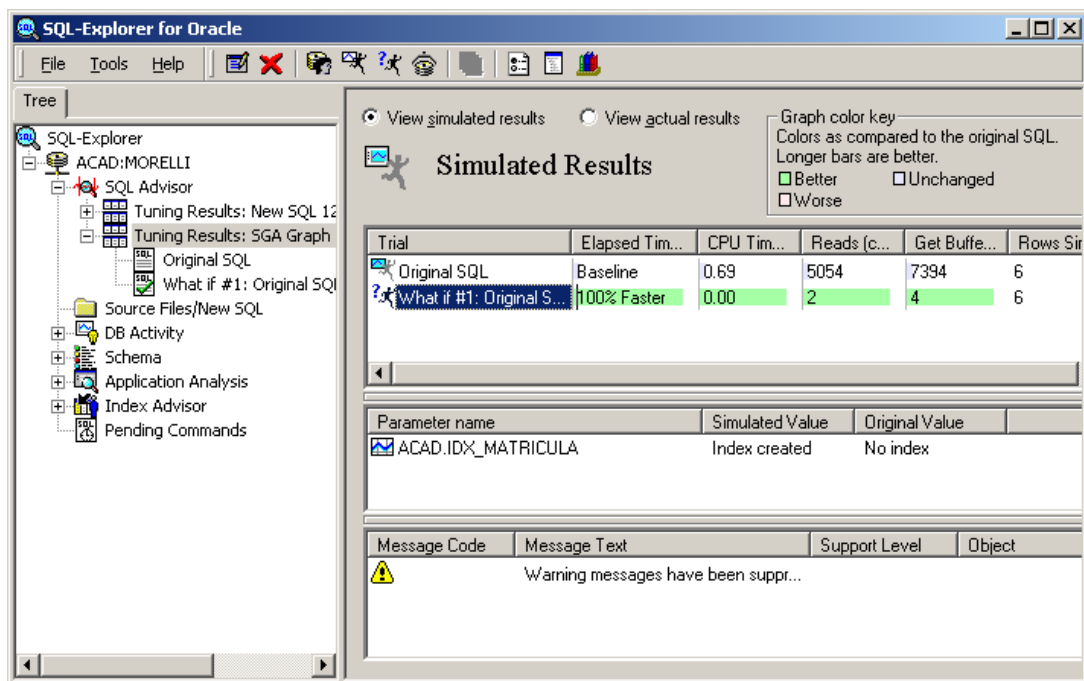 SQL-Explorer for Oracle
File Tools Help
Tree
SQL-Explorer
ACAD:MORELLI
SQL Advisor
Tuning Results: New SQL 12
Tuning Results: SGA Graph
Original SQL
What if #1: Original SQL
Source Files/New SQL
DB Activity
Schema
Application Analysis
Index Advisor
Pending Commands
View simulated results View actual results
Graph color key
Colors as compared to the original SQL.
Longer bars are better.
Better Unchanged
Worse
Simulated Results
Trial Elapsed Tim... CPU Tim... Reads (c... Get Buffe... Rows Sir
Original SQL Baseline 0.69 5054 7394 6
What if #1: Original S... 100% Faster 0.00 2 4 6
Parameter name Simulated Value Original Value
ACAD.IDX_MATRICULA Index created No index
Message Code Message Text Support Level Object
Warning messages have been suppr...